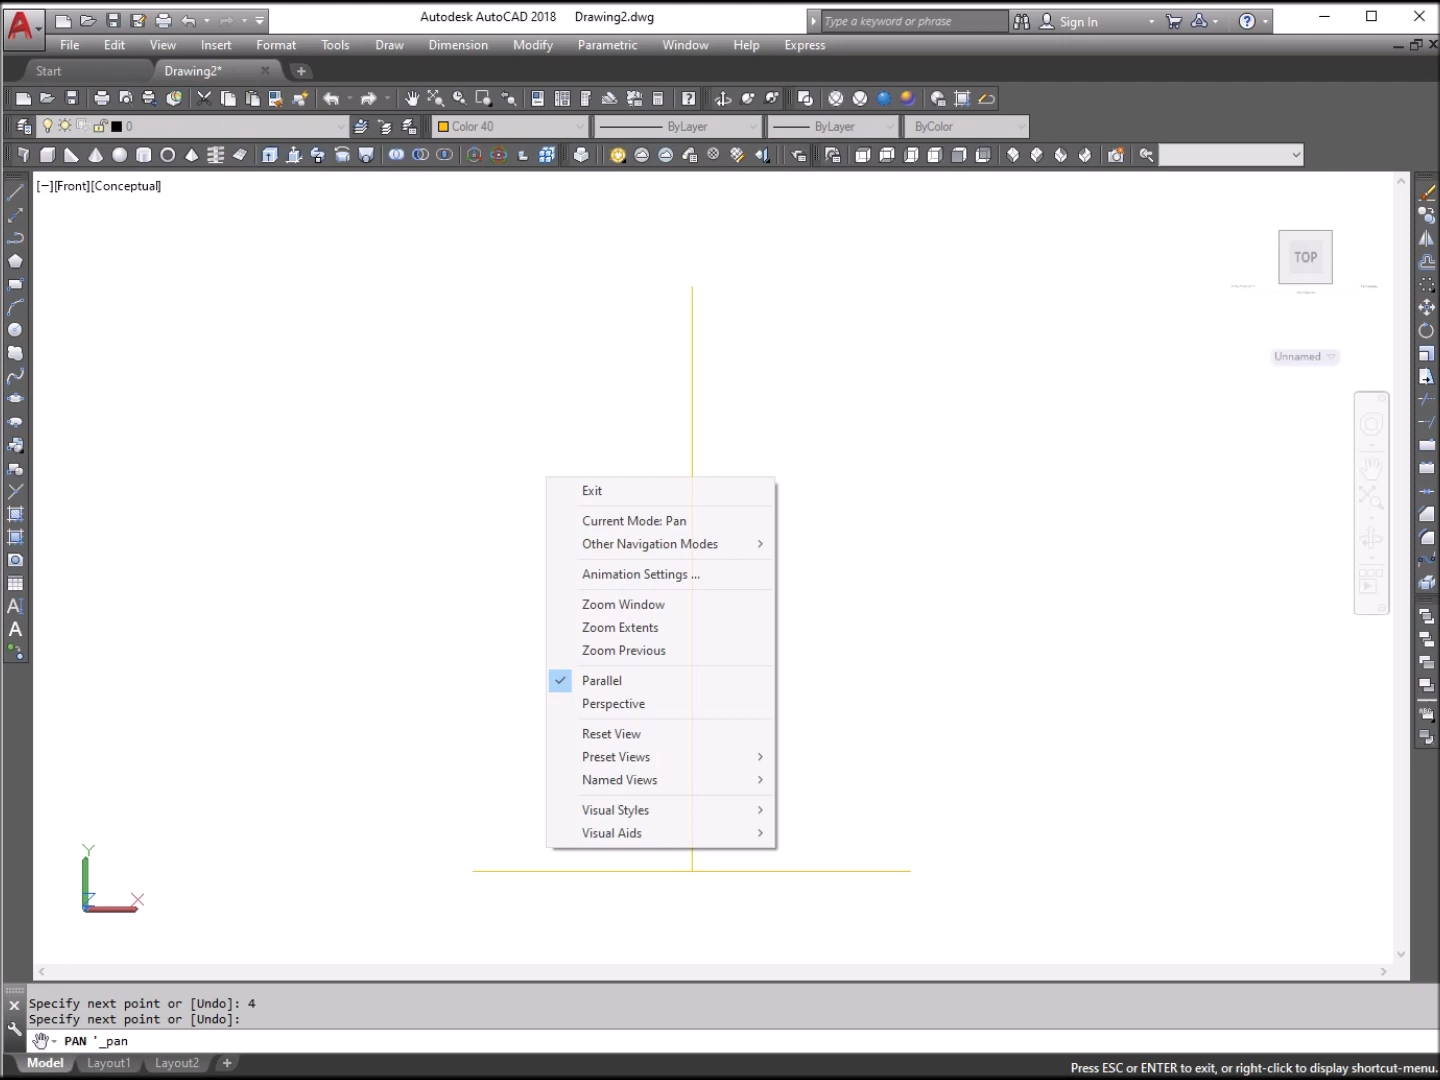 Autodesk AutoCAD 2018 Drawing2.dwg
Type a keyword or phrase
Sign In
File Edit View Insert Format Tools Draw Dimension Modify Parametric Window Help Express
Start Drawing2*
0 Color 40 ByLayer ByLayer ByColor
[−][Front][Conceptual]
TOP
Unnamed
Exit
Current Mode: Pan
Other Navigation Modes
Animation Settings ...
Zoom Window
Zoom Extents
Zoom Previous
Parallel
Perspective
Reset View
Preset Views
Named Views
Visual Styles
Visual Aids
Y
Z
X
Specify next point or [Undo]: 4
Specify next point or [Undo]:
PAN '_pan
Model Layout1 Layout2
Press ESC or ENTER to exit, or right-click to display shortcut-menu.